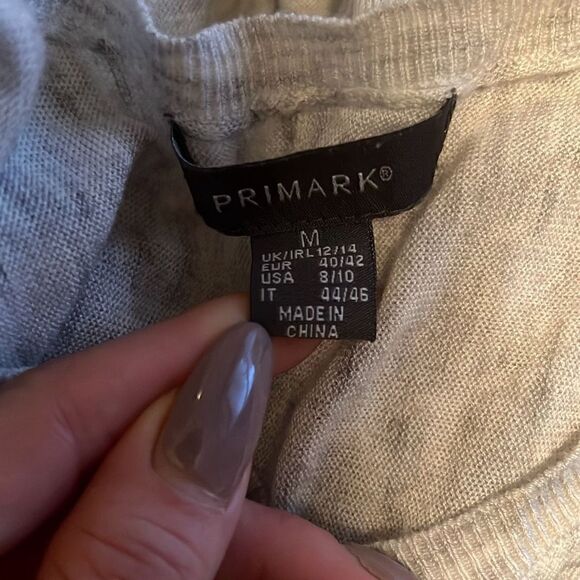 PRIMARK®
M
UK/IRL 12/14
EUR 40/42
USA 8/10
IT 44/46
MADE IN
CHINA